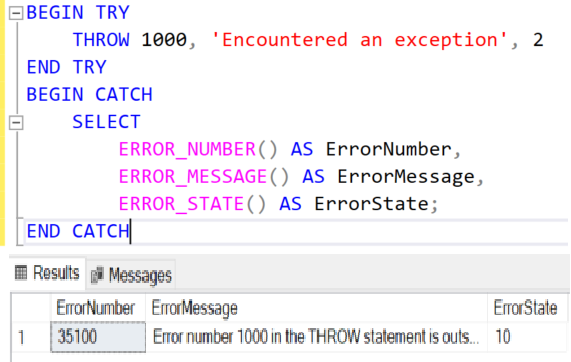 BEGIN TRY
THROW 1000, 'Encountered an exception', 2
END TRY
BEGIN CATCH
SELECT
ERROR_NUMBER() AS ErrorNumber,
ERROR_MESSAGE() AS ErrorMessage,
ERROR_STATE() AS ErrorState;
END CATCH
Results Messages
ErrorNumber ErrorMessage ErrorState
1 35100 Error number 1000 in the THROW statement is outs... 10